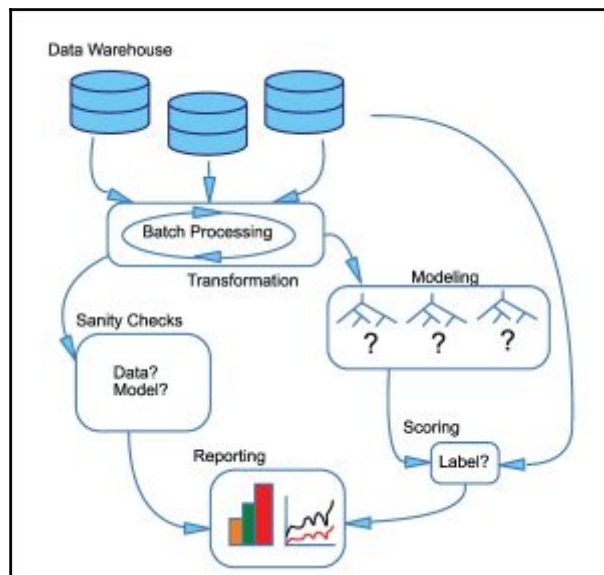 Data Warehouse
Batch Processing
Transformation
Modeling
? ? ?
Sanity Checks
Data?
Model?
Scoring
Label?
Reporting